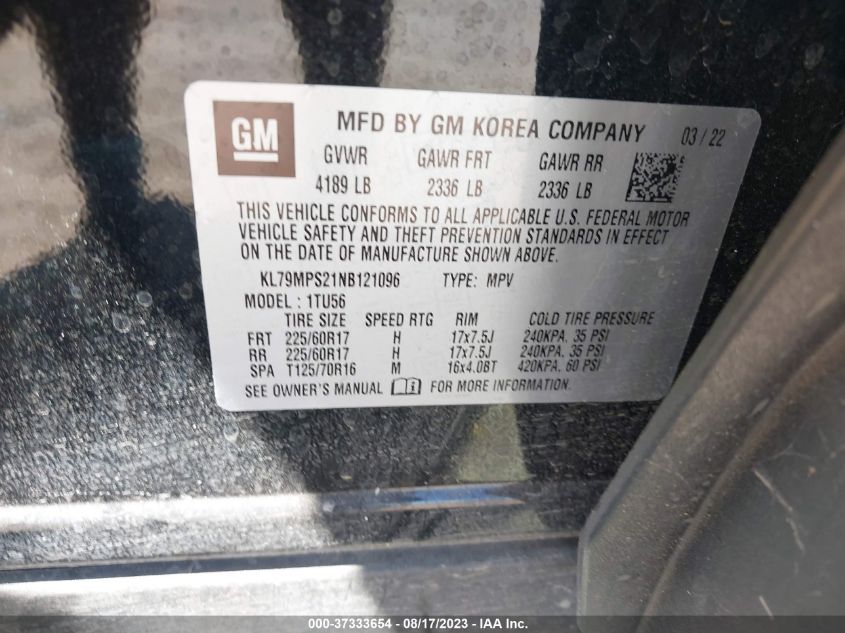 GM
MFD BY GM KOREA COMPANY 03/22
GVWR GAWR FRT GAWR RR
4189 LB 2336 LB 2336 LB
THIS VEHICLE CONFORMS TO ALL APPLICABLE U.S. FEDERAL MOTOR
VEHICLE SAFETY AND THEFT PREVENTION STANDARDS IN EFFECT
ON THE DATE OF MANUFACTURE SHOWN ABOVE.
KL79MPS21NB121096 TYPE: MPV
MODEL : 1TU56
TIRE SIZE SPEED RTG RIM COLD TIRE PRESSURE
FRT 225/60R17 H 17x7.5J 240KPA, 35 PSI
RR 225/60R17 H 17x7.5J 240KPA, 35 PSI
SPA T125/70R16 M 16x4.0BT 420KPA, 60 PSI
SEE OWNER'S MANUAL FOR MORE INFORMATION.
000-37333654 - 08/17/2023 - IAA Inc.